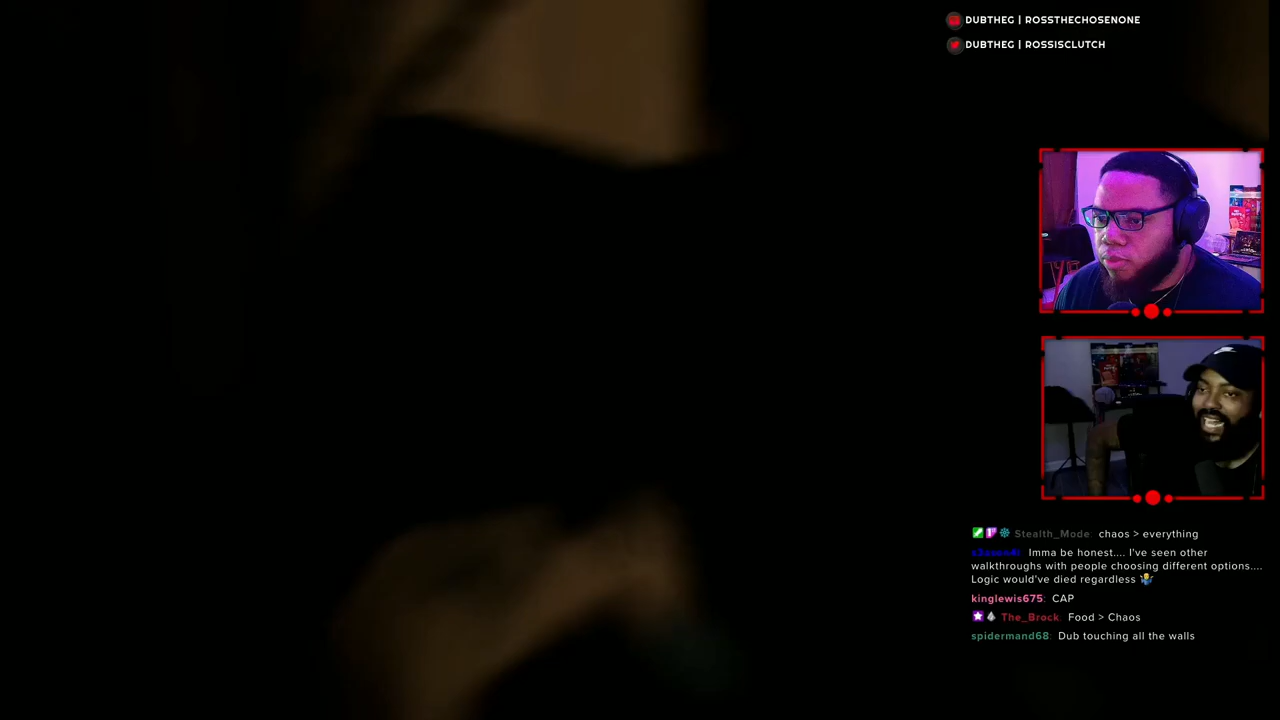 DUBTHEG | ROSSTHECHOSENONE
DUBTHEG | ROSSISCLUTCH
Stealth_Mode: chaos > everything
Imma be honest.... I've seen other
walkthroughs with people choosing different options....
Logic would've died regardless 🤷‍♂️
kinglewis675: CAP
The_Brock: Food > Chaos
spidermand68: Dub touching all the walls